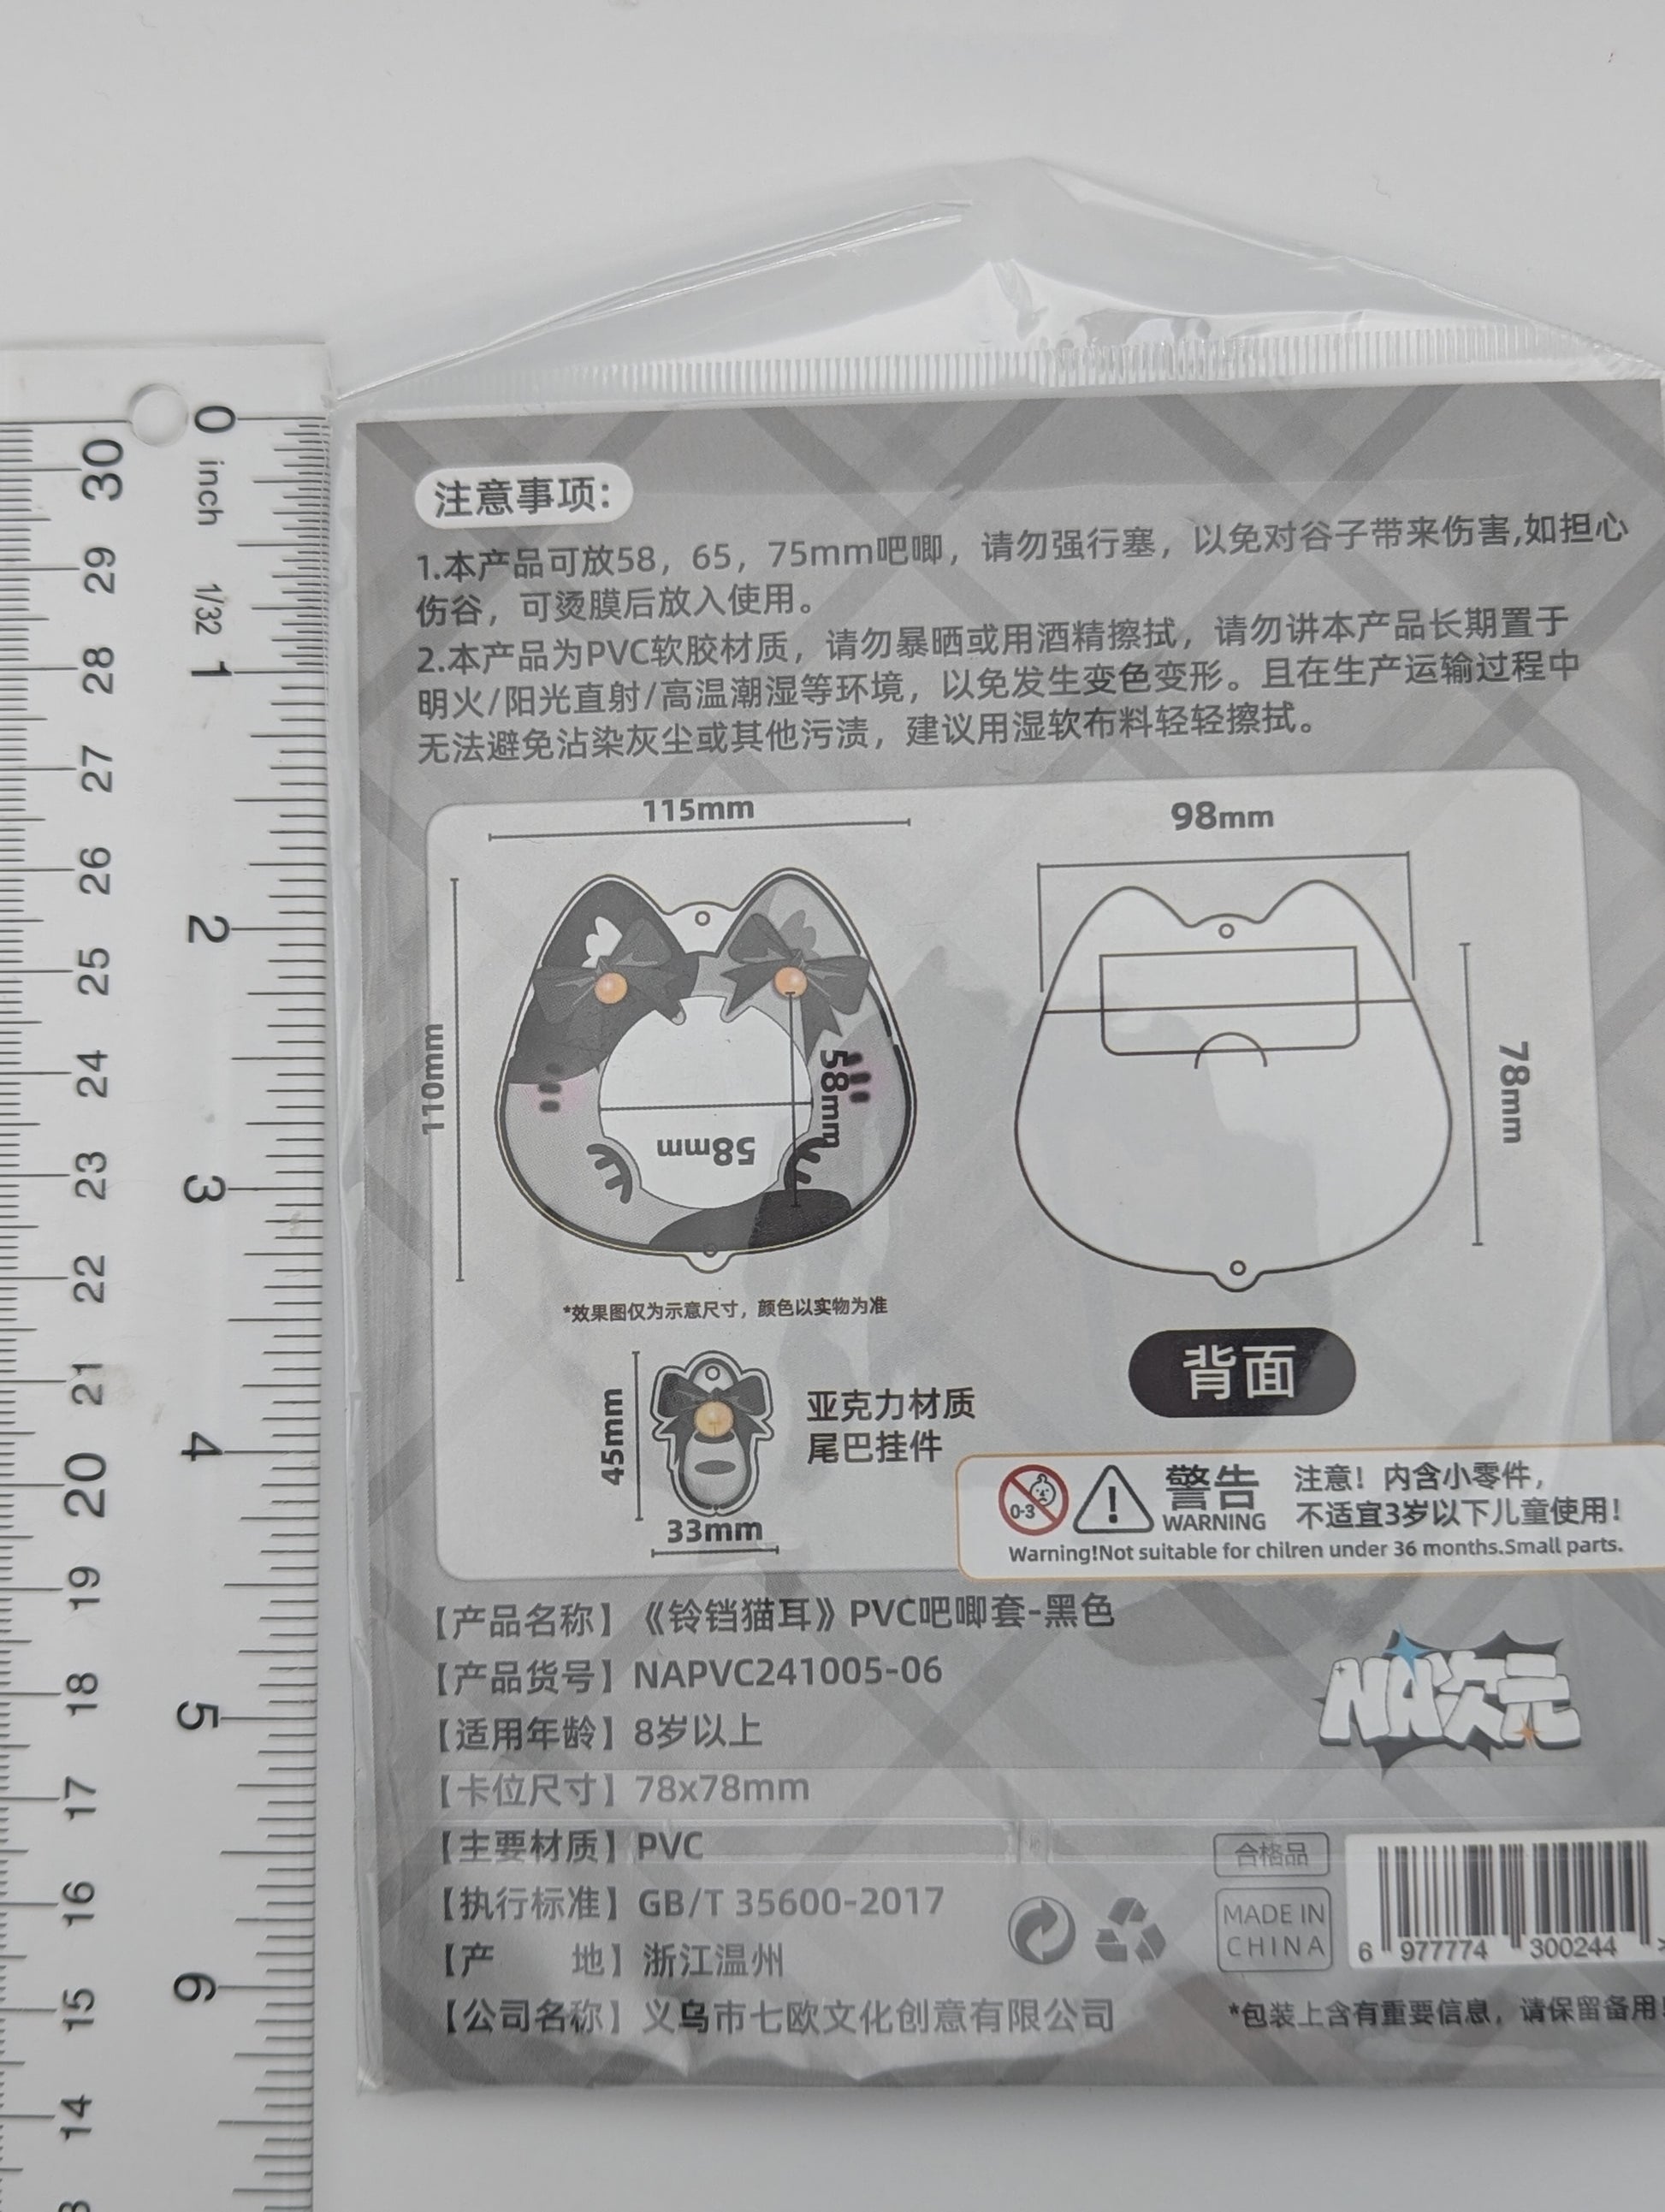 0 inch 1/32 1 2 3 4 5 6
30 29 28 27 26 25 24 23 22 21 20 19 18 17 16 15 14
注意事项:
1.本产品可放58，65，75mm吧唧，请勿强行塞，以免对谷子带来伤害,如担心
伤谷，可烫膜后放入使用。
2.本产品为PVC软胶材质，请勿暴晒或用酒精擦拭，请勿讲本产品长期置于
明火/阳光直射/高温潮湿等环境，以免发生变色变形。且在生产运输过程中
无法避免沾染灰尘或其他污渍，建议用湿软布料轻轻擦拭。
115mm
98mm
110mm
58mm
58mm
78mm
*效果图仅为示意尺寸，颜色以实物为准
背面
45mm
33mm
亚克力材质
尾巴挂件
0-3
警告
WARNING
注意！内含小零件，
不适宜3岁以下儿童使用！
Warning!Not suitable for chilren under 36 months.Small parts.
【产品名称】《铃铛猫耳》PVC吧唧套-黑色
【产品货号】NAPVC241005-06
【适用年龄】8岁以上
【卡位尺寸】78x78mm
【主要材质】PVC
【执行标准】GB/T 35600-2017
【产 地】浙江温州
【公司名称】义乌市七欧文化创意有限公司
NA次元
合格品
MADE IN
CHINA
6 977774 300244 >
*包装上含有重要信息，请保留备用!